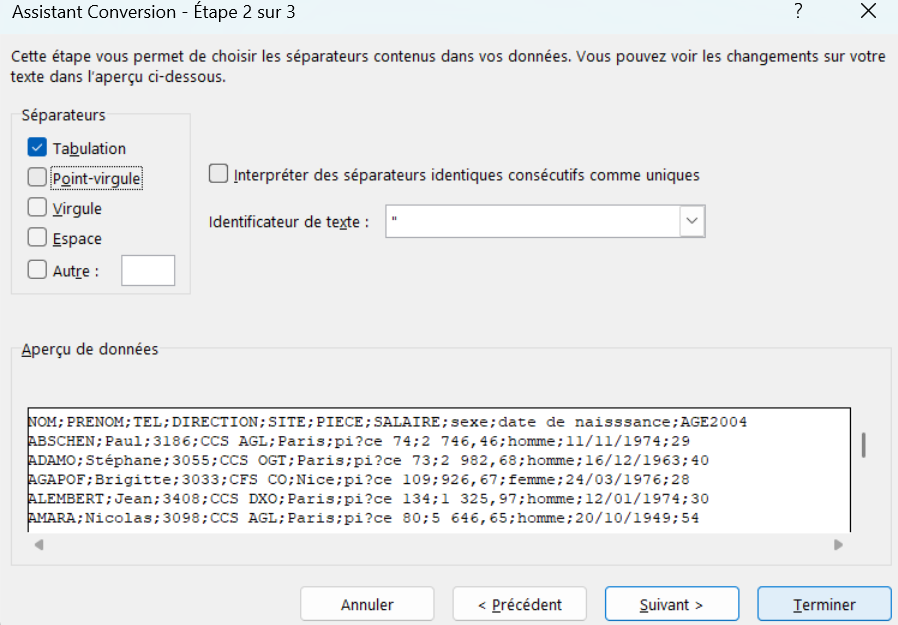 Assistant Conversion - Étape 2 sur 3
?
Cette étape vous permet de choisir les séparateurs contenus dans vos données. Vous pouvez voir les changements sur votre
texte dans l'aperçu ci-dessous.
Séparateurs
Tabulation
Point-virgule
Virgule
Espace
Autre :
Interpréter des séparateurs identiques consécutifs comme uniques
Identificateur de texte : "
Aperçu de données
NOM;PRENOM;TEL;DIRECTION;SITE;PIECE;SALAIRE;sexe;date de naisssance;AGE2004
ABSCHEN;Paul;3186;CCS AGL;Paris;pi?ce 74;2 746,46;homme;11/11/1974;29
ADAMO;Stéphane;3055;CCS OGT;Paris;pi?ce 73;2 982,68;homme;16/12/1963;40
AGAPOF;Brigitte;3033;CFS CO;Nice;pi?ce 109;926,67;femme;24/03/1976;28
ALEMBERT;Jean;3408;CCS DXO;Paris;pi?ce 134;1 325,97;homme;12/01/1974;30
AMARA;Nicolas;3098;CCS AGL;Paris;pi?ce 80;5 646,65;homme;20/10/1949;54
Annuler
< Précédent
Suivant >
Terminer